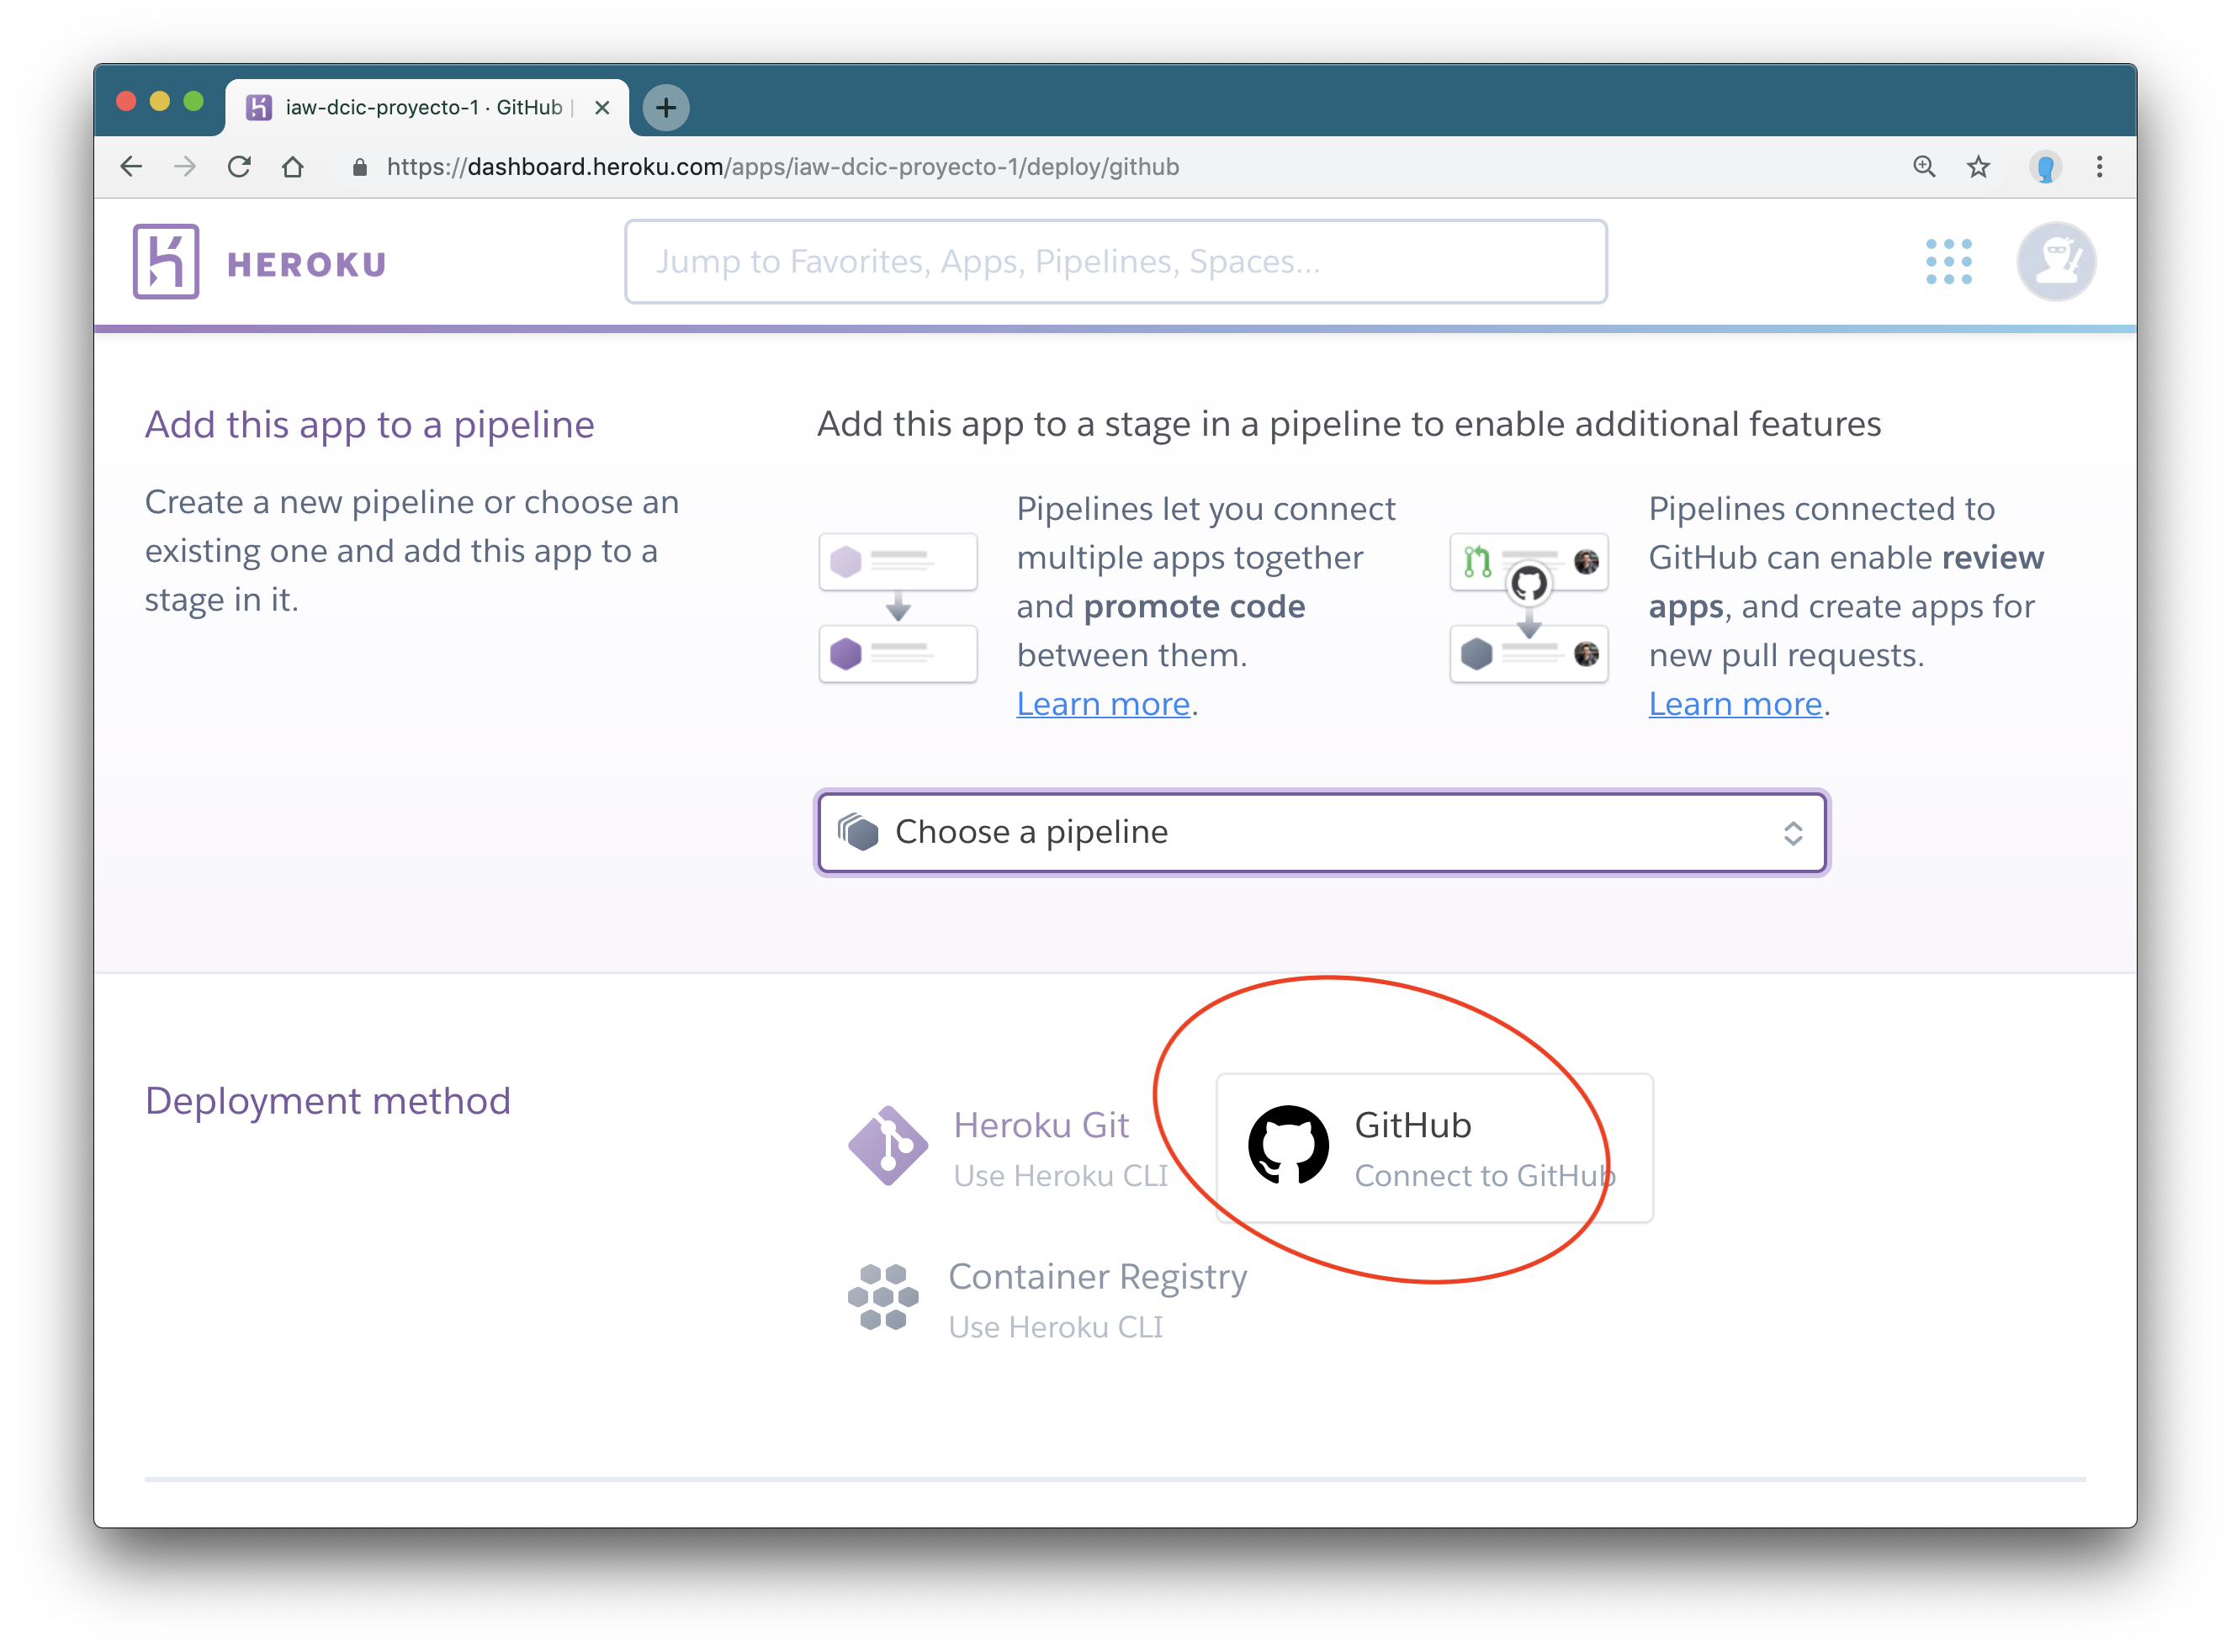 iaw-dcic-proyecto-1 · GitHub |
https://dashboard.heroku.com/apps/iaw-dcic-proyecto-1/deploy/github
HEROKU
Jump to Favorites, Apps, Pipelines, Spaces...
Add this app to a pipeline
Create a new pipeline or choose an
existing one and add this app to a
stage in it.
Add this app to a stage in a pipeline to enable additional features
Pipelines let you connect
multiple apps together
and promote code
between them.
Learn more.
Pipelines connected to
GitHub can enable review
apps, and create apps for
new pull requests.
Learn more.
Choose a pipeline
Deployment method
Heroku Git
Use Heroku CLI
GitHub
Connect to GitHub
Container Registry
Use Heroku CLI